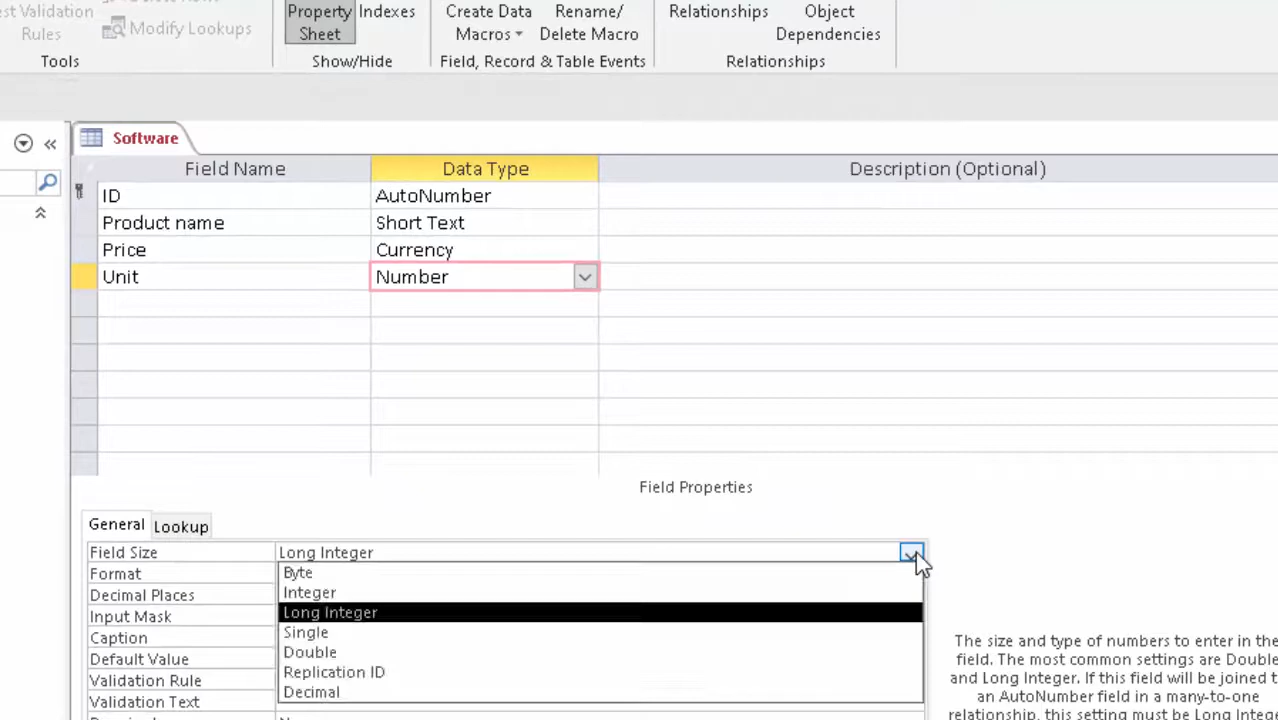 est Validation
Rules
Modify Lookups
Property
Sheet
Indexes
Create Data
Macros
Rename/
Delete Macro
Relationships
Object
Dependencies
Tools
Show/Hide
Field, Record & Table Events
Relationships
Software
Field Name Data Type Description (Optional)
ID AutoNumber
Product name Short Text
Price Currency
Unit Number
Field Properties
General Lookup
Field Size Long Integer
Format
Decimal Places
Input Mask
Caption
Default Value
Validation Rule
Validation Text
Byte
Integer
Long Integer
Single
Double
Replication ID
Decimal
The size and type of numbers to enter in the
field. The most common settings are Double
and Long Integer. If this field will be joined t
an AutoNumber field in a many-to-one
relationship, this setting must be Long Intege